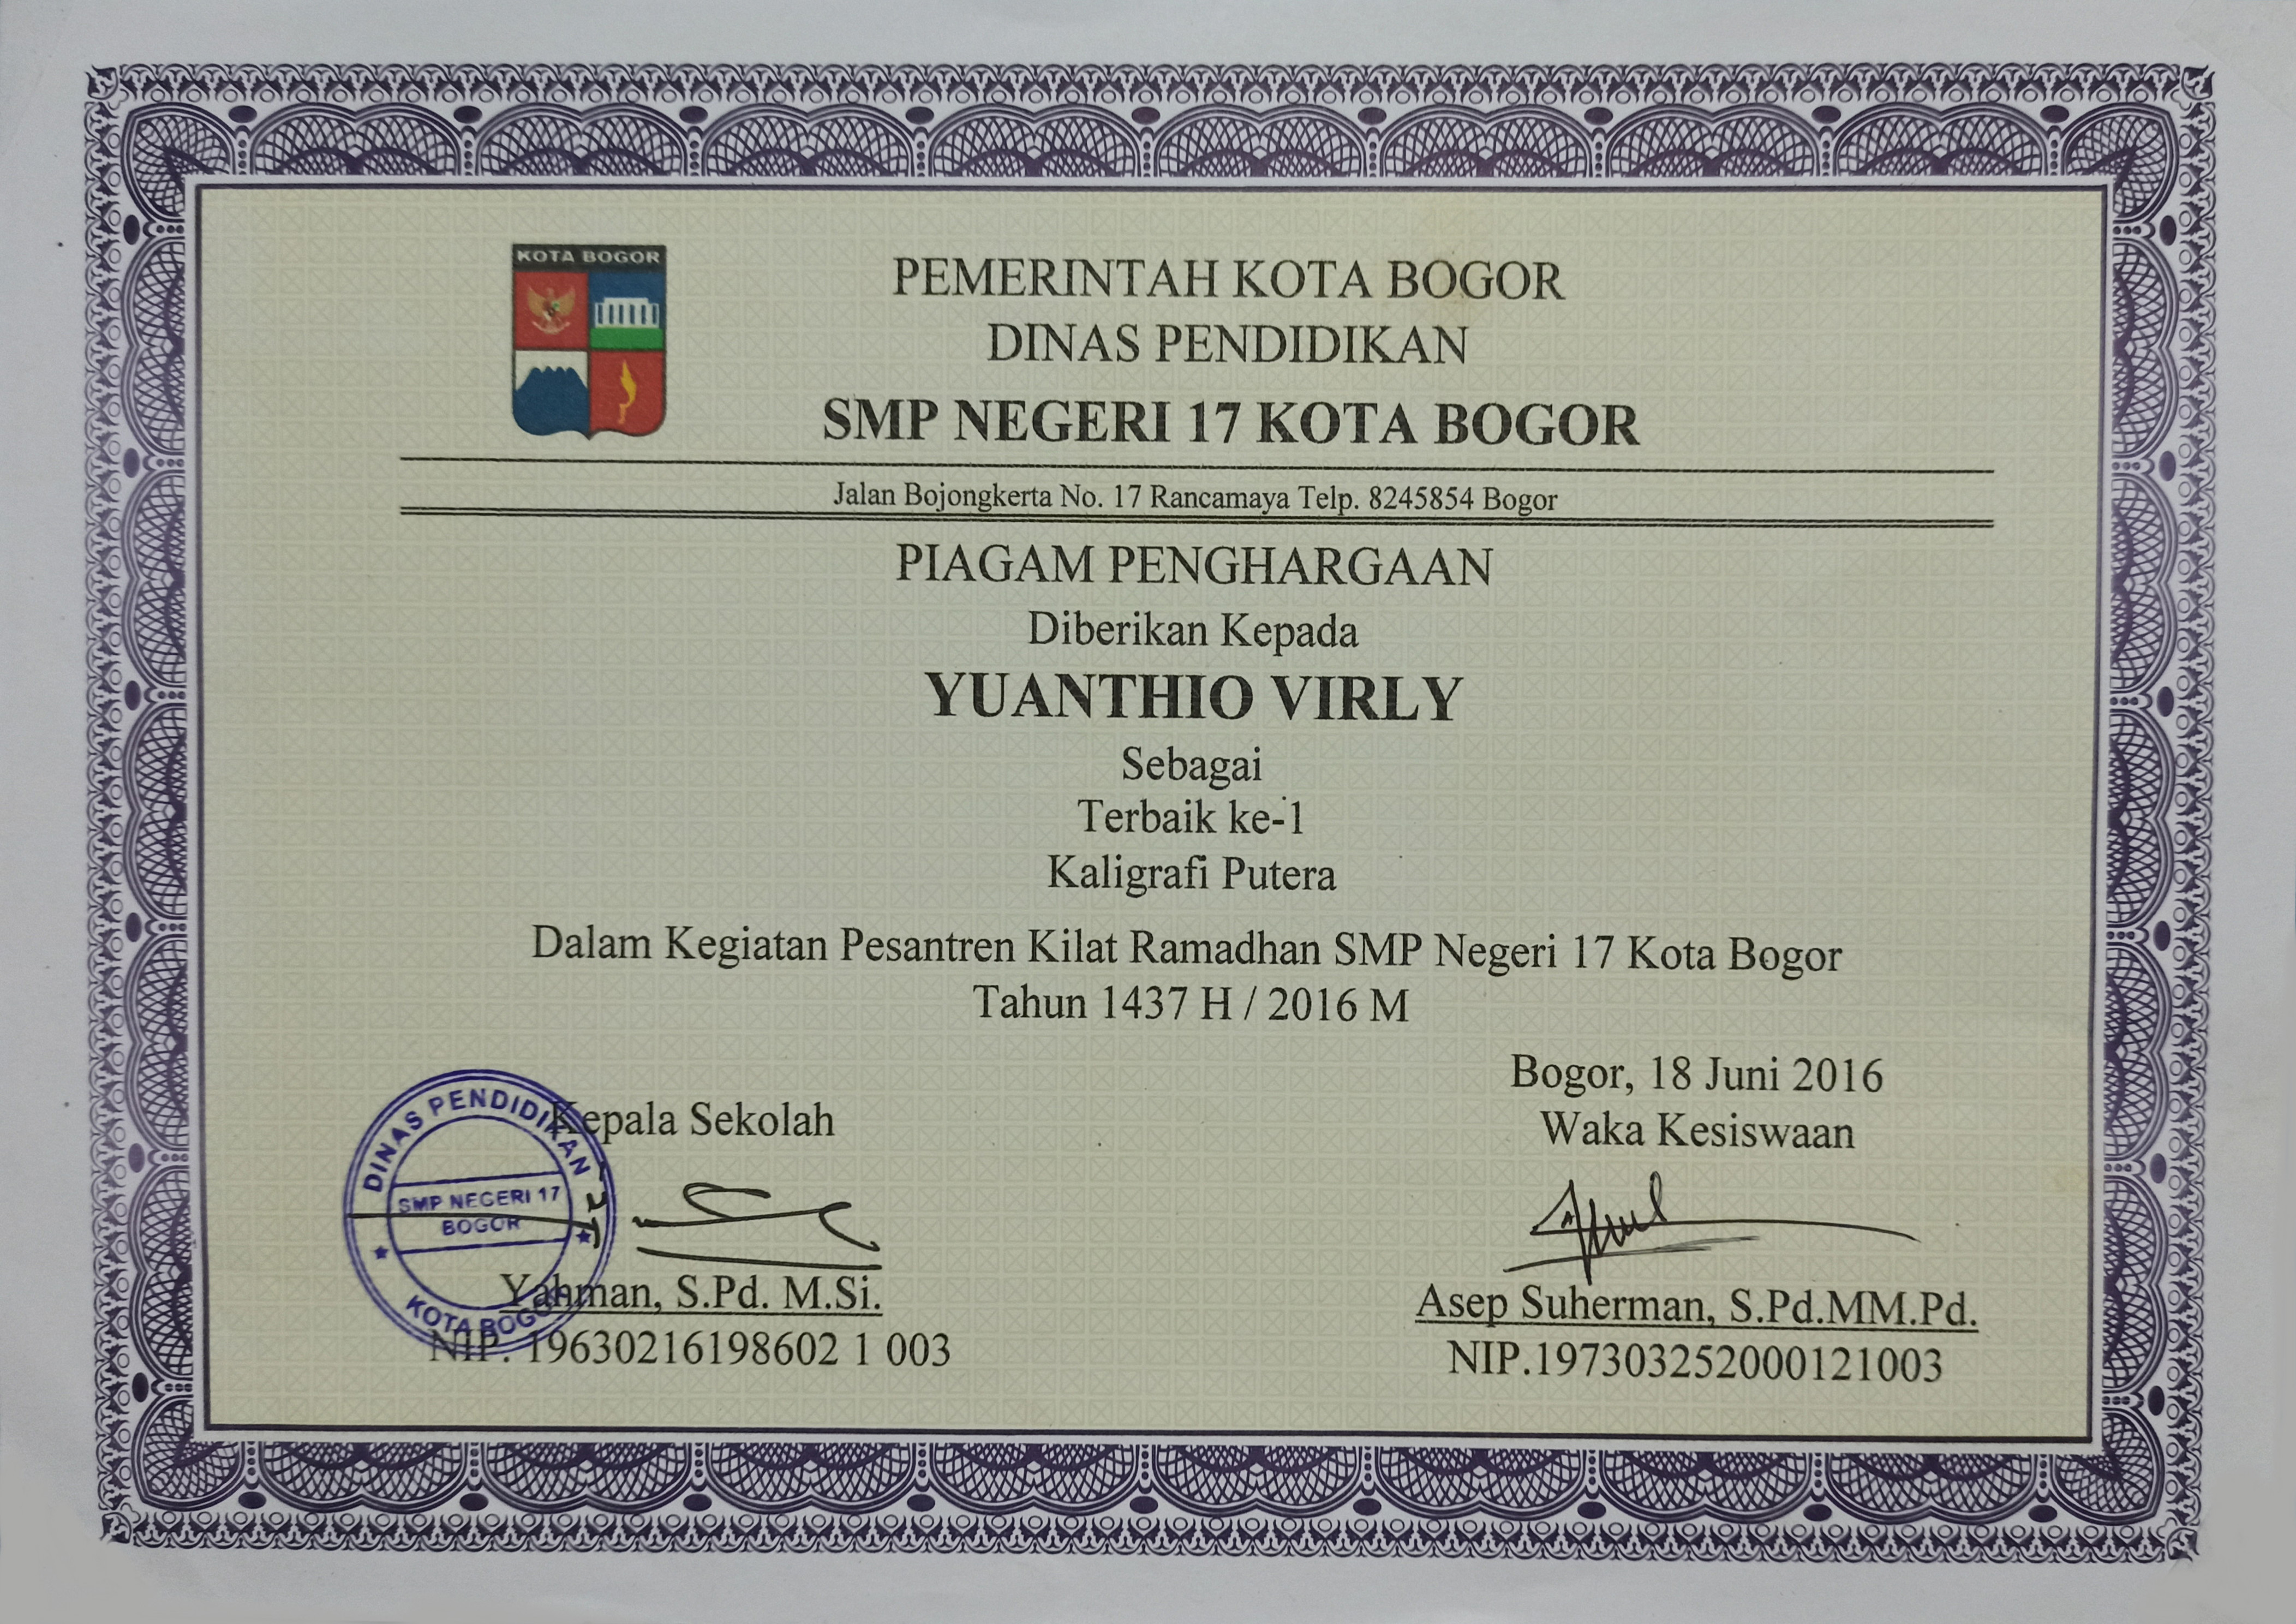 KOTA BOGOR
PEMERINTAH KOTA BOGOR
DINAS PENDIDIKAN
SMP NEGERI 17 KOTA BOGOR
Jalan Bojongkerta No. 17 Rancamaya Telp. 8245854 Bogor
PIAGAM PENGHARGAAN
Diberikan Kepada
YUANTHIO VIRLY
Sebagai
Terbaik ke-1
Kaligrafi Putera
Dalam Kegiatan Pesantren Kilat Ramadhan SMP Negeri 17 Kota Bogor
Tahun 1437 H / 2016 M
Bogor, 18 Juni 2016
Kepala Sekolah
Waka Kesiswaan
DINAS PENDIDIKAN
SMP NEGERI 17
BOGOR
KOTA BOGOR
Yahman, S.Pd. M.Si.
NIP. 19630216198602 1 003
Asep Suherman, S.Pd.MM.Pd.
NIP.197303252000121003